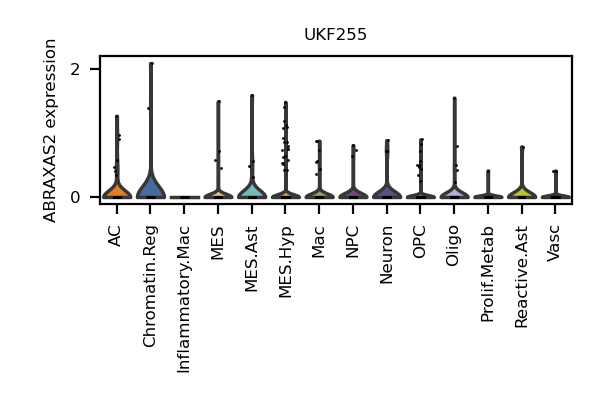 UKF255
ABRAXAS2 expression
2
0
AC
Chromatin.Reg
Inflammatory.Mac
MES
MES.Ast
MES.Hyp
Mac
NPC
Neuron
OPC
Oligo
Prolif.Metab
Reactive.Ast
Vasc